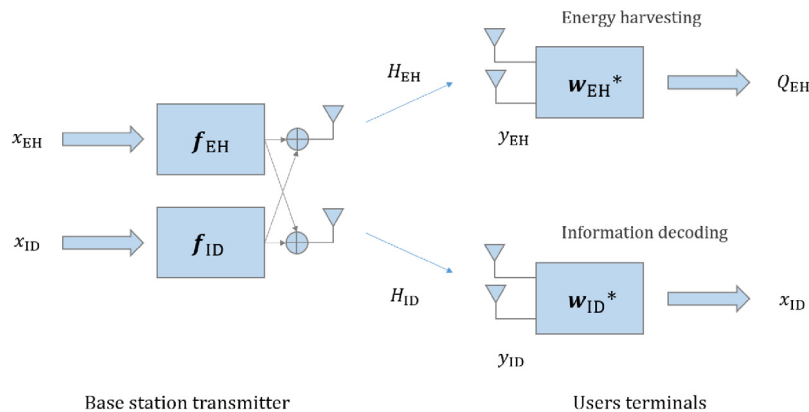 Energy harvesting
H_EH
w_EH*
Q_EH
x_EH
f_EH
y_EH
x_ID
f_ID
Information decoding
H_ID
w_ID*
x_ID
y_ID
Base station transmitter
Users terminals